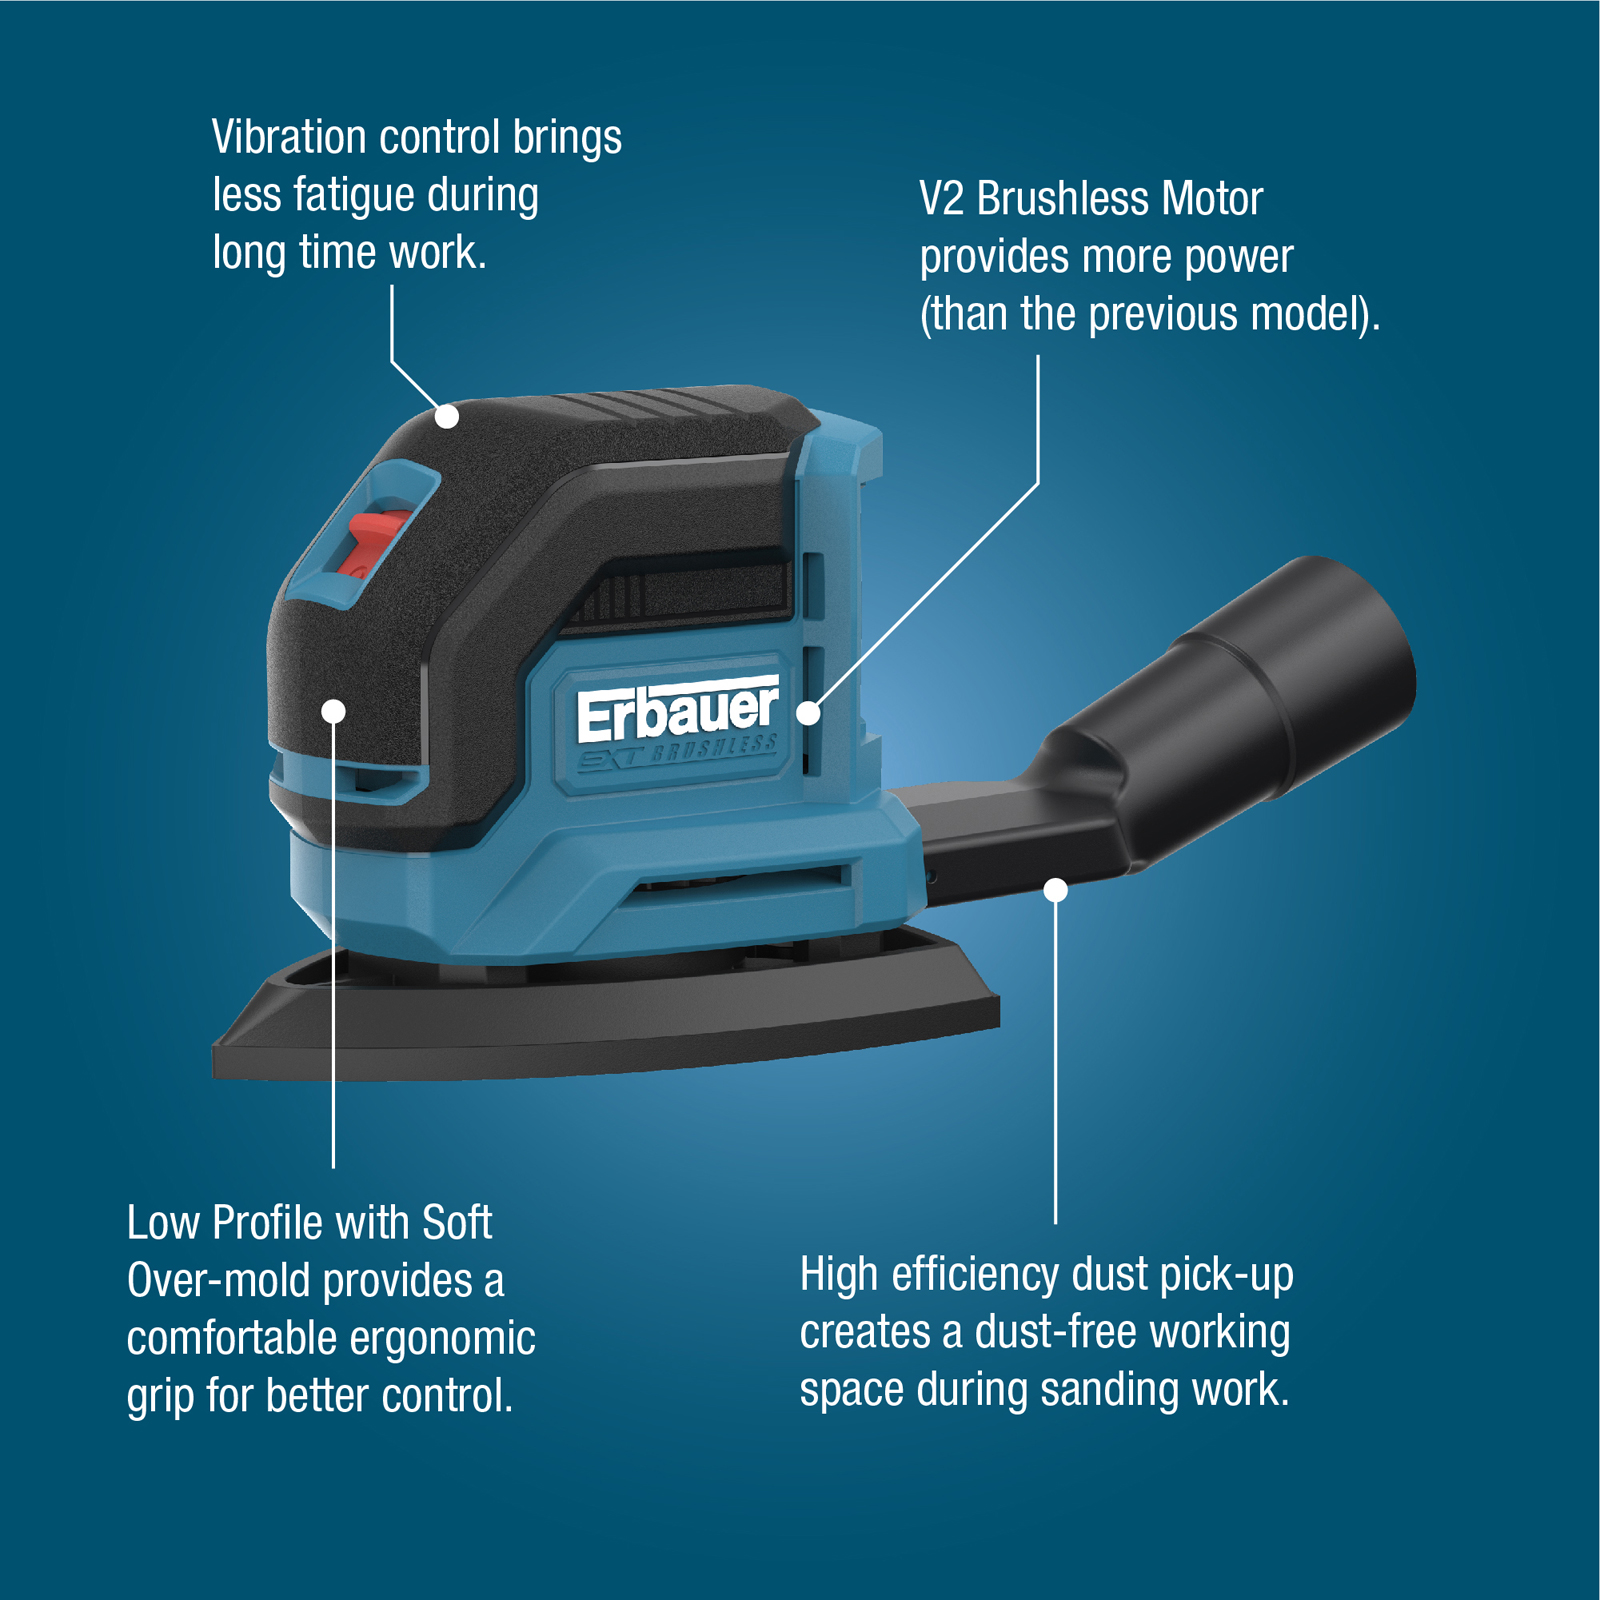 Vibration control brings
less fatigue during
long time work.
V2 Brushless Motor
provides more power
(than the previous model).
Erbauer
EXT BRUSHLESS
Low Profile with Soft
Over-mold provides a
comfortable ergonomic
grip for better control.
High efficiency dust pick-up
creates a dust-free working
space during sanding work.